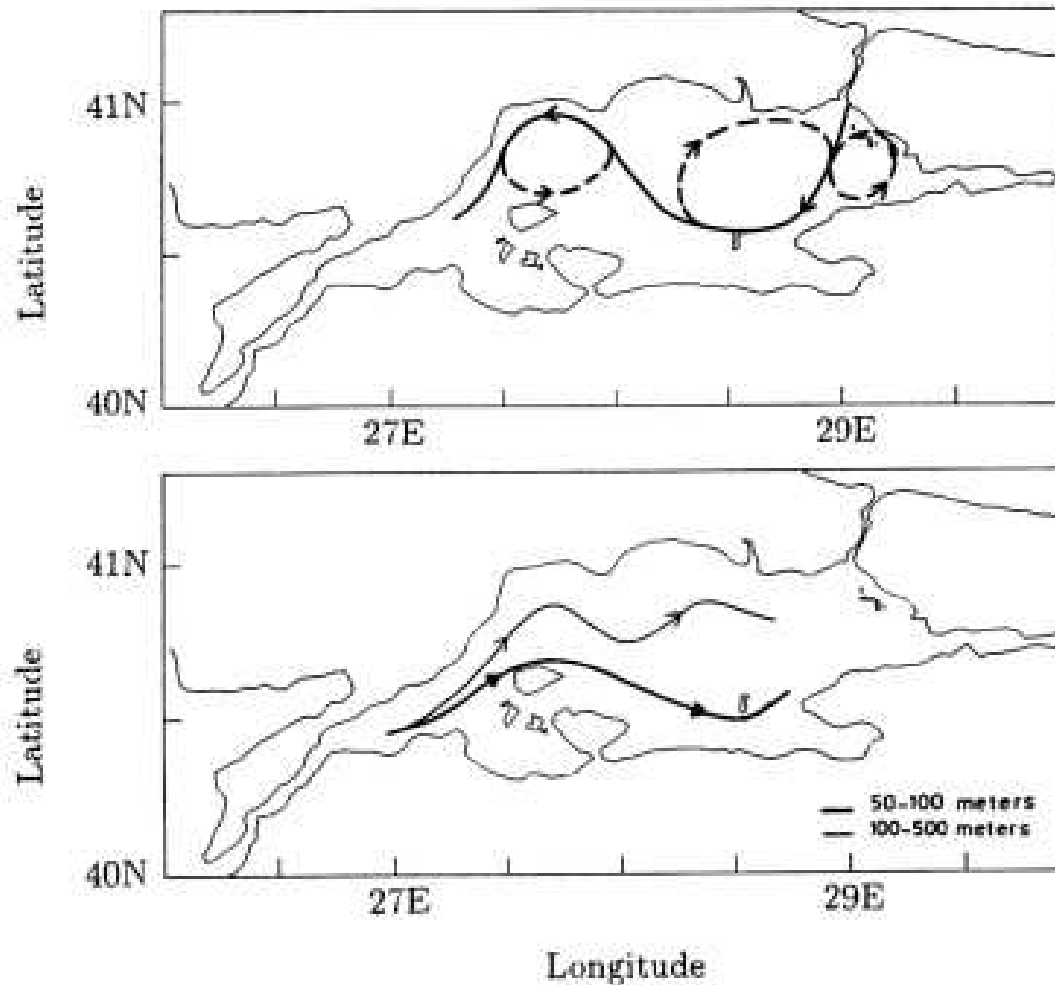 41N
Latitude
40N
27E 29E
41N
Latitude
50-100 meters
100-500 meters
40N
27E 29E
Longitude